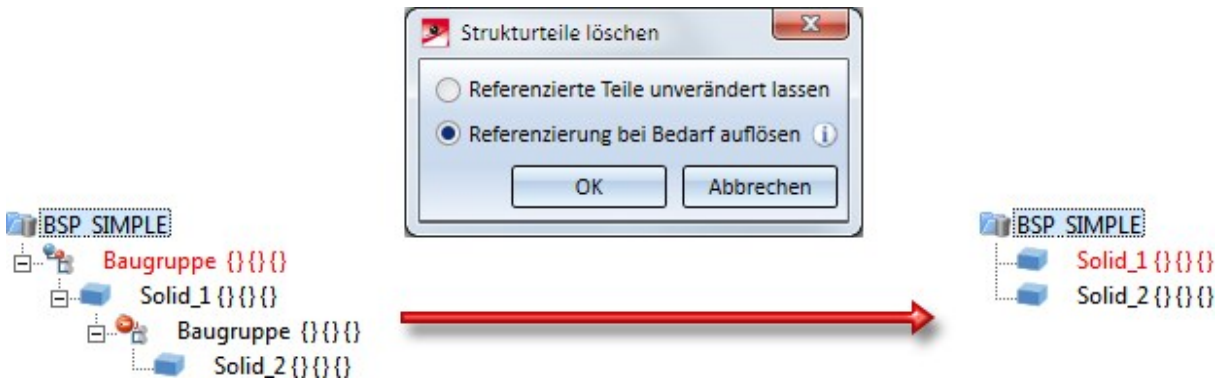 Strukturteile löschen
Referenzierte Teile unverändert lassen
Referenzierung bei Bedarf auflösen
OK Abbrechen
BSP_SIMPLE
Baugruppe {}{}{}
Solid_1 {}{}{}
Baugruppe {}{}{}
Solid_2 {}{}{}
BSP_SIMPLE
Solid_1 {}{}{}
Solid_2 {}{}{}